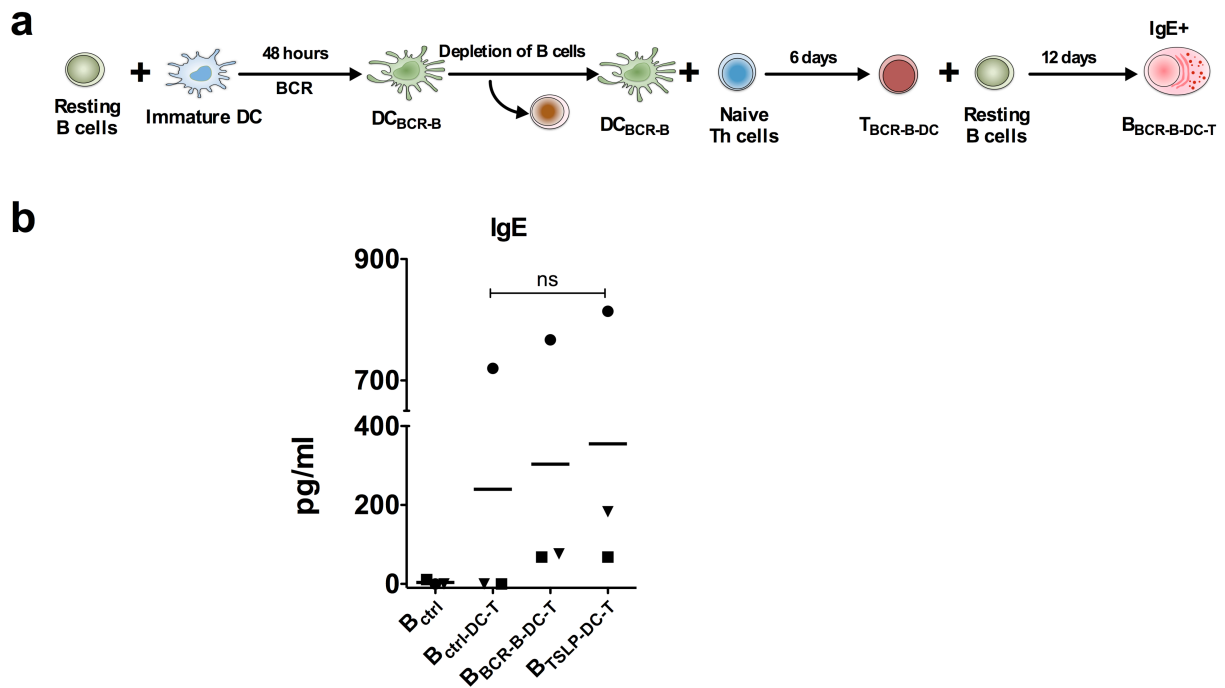 a
IgE+
48 hours
Depletion of B cells
6 days
12 days
BCR
Resting
B cells
Immature DC
DCBCR-B
DCBCR-B
Naive
Th cells
TBCR-B-DC
Resting
B cells
BBCR-B-DC-T
b
IgE
900
ns
700
400
200
0
pg/ml
Bctrl
Bctrl-DC-T
BBCR-B-DC-T
BTSLP-DC-T